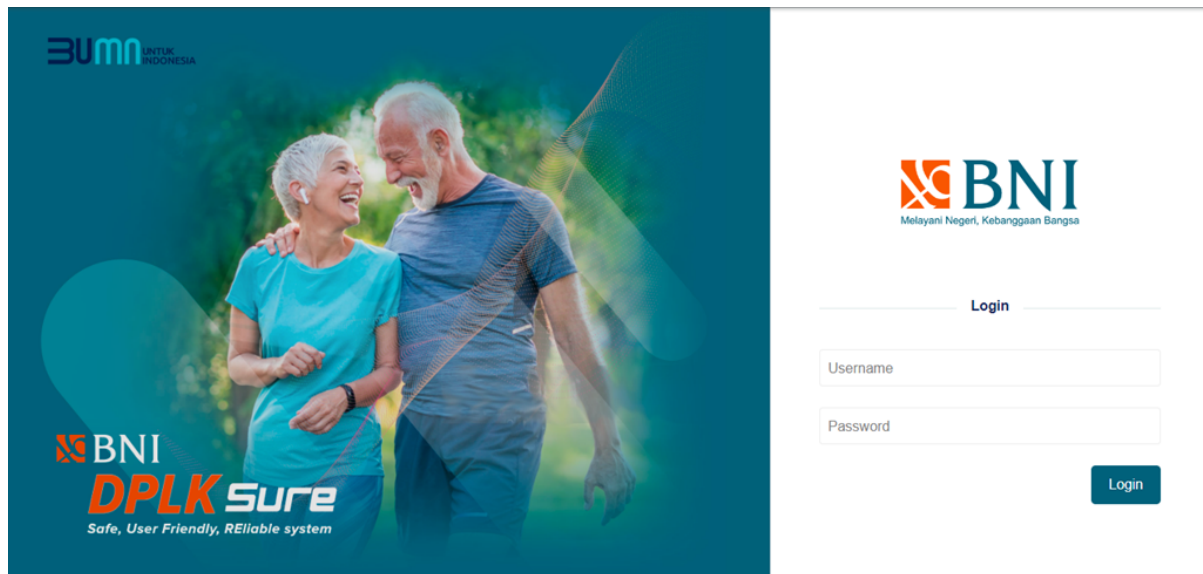 BUMN UNTUK
INDONESIA
BNI
DPLK Sure
Safe, User Friendly, REliable system
BNI
Melayani Negeri, Kebanggaan Bangsa
Login
Username
Password
Login